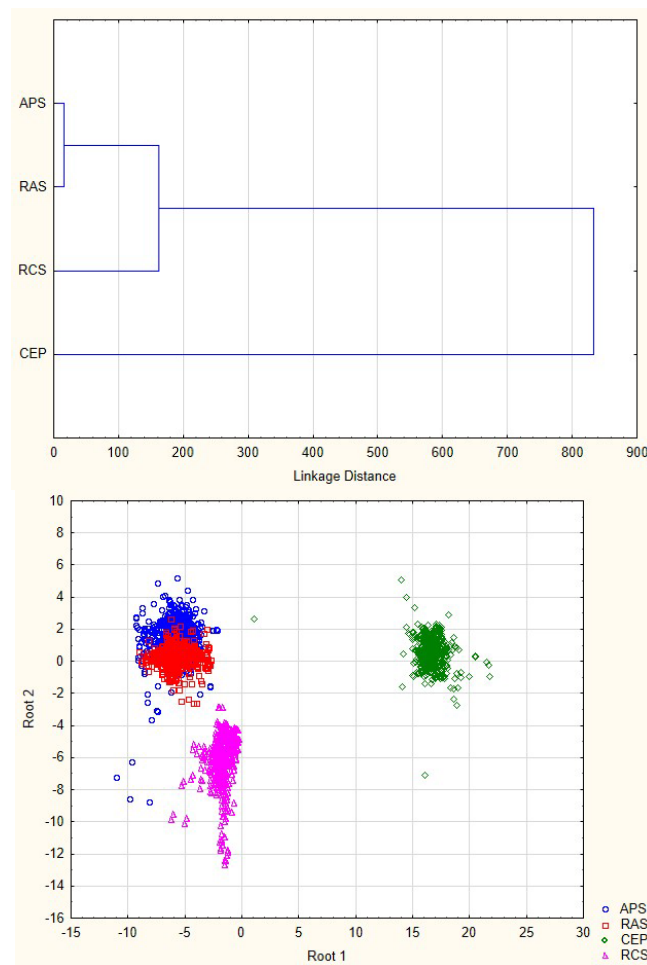 APS
RAS
RCS
CEP
0 100 200 300 400 500 600 700 800 900
Linkage Distance
10
8
6
4
2
0
-2
-4
-6
-8
-10
-12
-14
-16
Root 2
-15 -10 -5 0 5 10 15 20 25 30
Root 1
APS
RAS
CEP
RCS